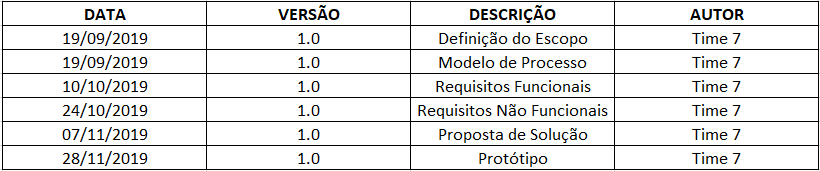 DATA VERSÃO DESCRIÇÃO AUTOR
19/09/2019 1.0 Definição do Escopo Time 7
19/09/2019 1.0 Modelo de Processo Time 7
10/10/2019 1.0 Requisitos Funcionais Time 7
24/10/2019 1.0 Requisitos Não Funcionais Time 7
07/11/2019 1.0 Proposta de Solução Time 7
28/11/2019 1.0 Protótipo Time 7